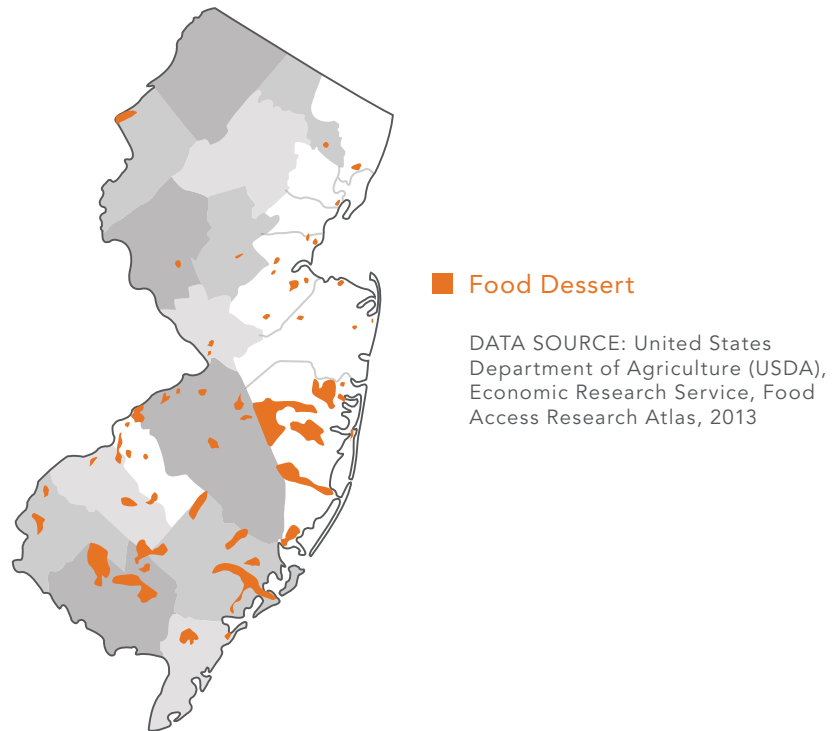 Food Dessert
DATA SOURCE: United States
Department of Agriculture (USDA),
Economic Research Service, Food
Access Research Atlas, 2013